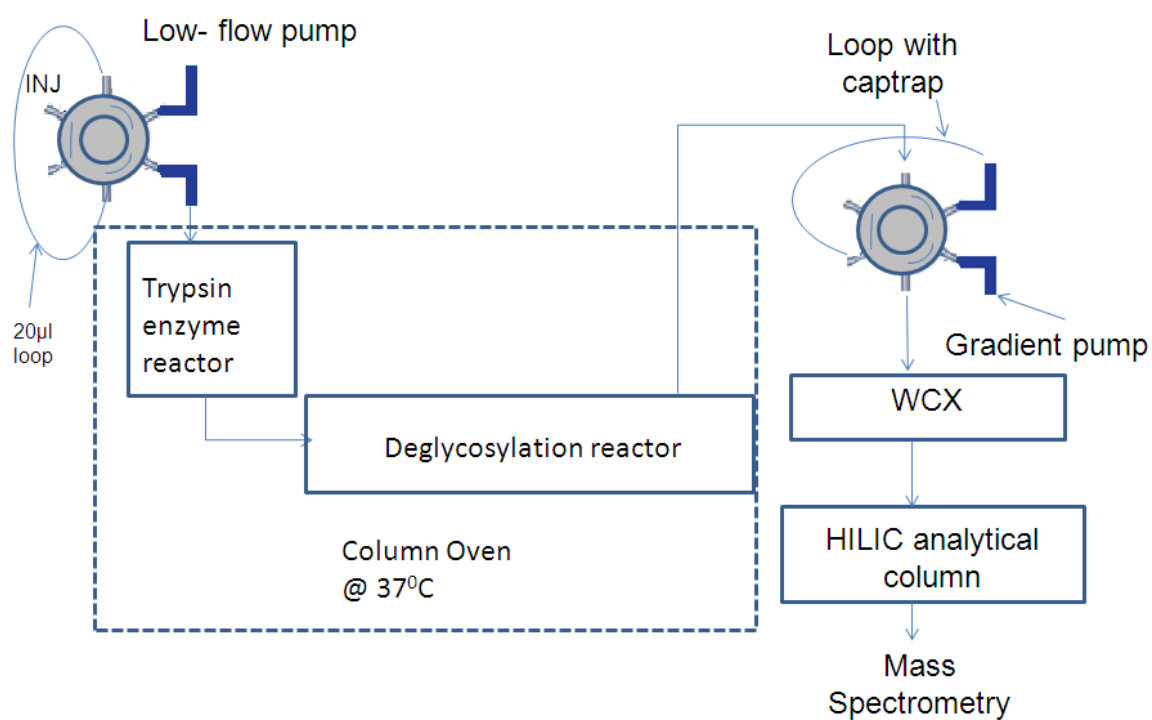 Low- flow pump
INJ
20µl
loop
Trypsin
enzyme
reactor
Deglycosylation reactor
Column Oven
@ 37⁰C
Loop with
captrap
Gradient pump
WCX
HILIC analytical
column
Mass
Spectrometry